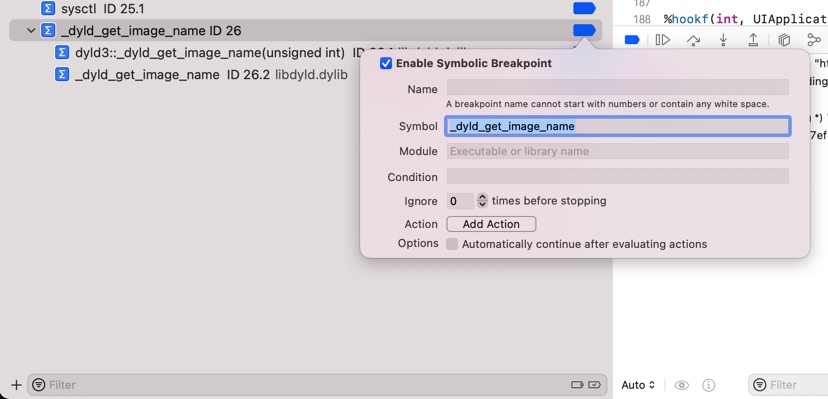 sysctl ID 25.1
_dyld_get_image_name ID 26
dyld3::_dyld_get_image_name(unsigned int)
_dyld_get_image_name ID 26.2 libdyld.dylib
187
188 %hookf(int, UIApplicat
Enable Symbolic Breakpoint
Name
A breakpoint name cannot start with numbers or contain any white space.
Symbol _dyld_get_image_name
Module Executable or library name
Condition
Ignore 0 times before stopping
Action Add Action
Options Automatically continue after evaluating actions
"ht
ding
*)
7ef
Filter
Auto
Filter